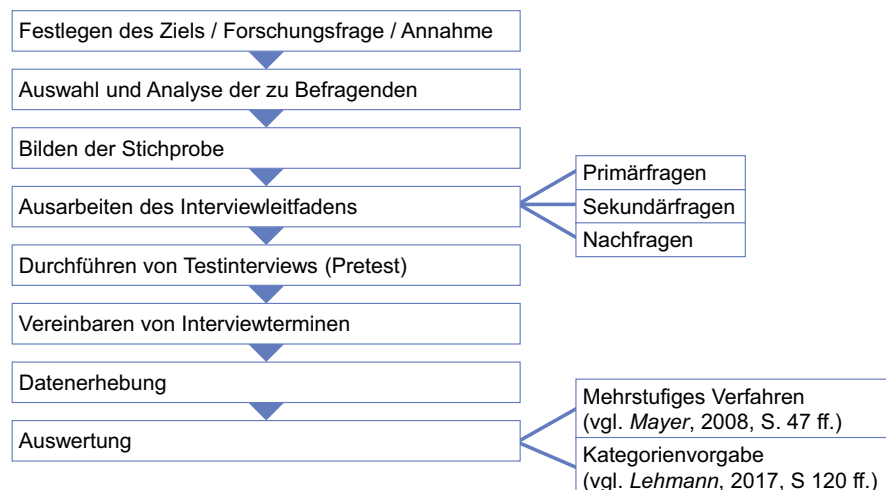 Festlegen des Ziels / Forschungsfrage / Annahme
Auswahl und Analyse der zu Befragenden
Bilden der Stichprobe
Ausarbeiten des Interviewleitfadens
Primärfragen
Sekundärfragen
Nachfragen
Durchführen von Testinterviews (Pretest)
Vereinbaren von Interviewterminen
Datenerhebung
Auswertung
Mehrstufiges Verfahren
(vgl. Mayer, 2008, S. 47 ff.)
Kategorienvorgabe
(vgl. Lehmann, 2017, S 120 ff.)